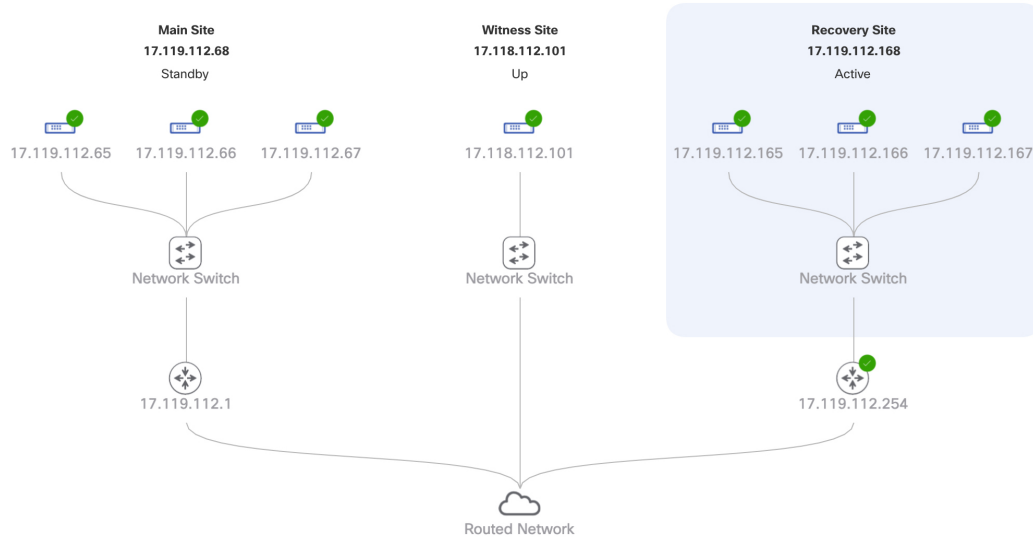 Main Site
17.119.112.68
Standby
Witness Site
17.118.112.101
Up
Recovery Site
17.119.112.168
Active
17.119.112.65
17.119.112.66
17.119.112.67
17.118.112.101
17.119.112.165
17.119.112.166
17.119.112.167
Network Switch
Network Switch
Network Switch
17.119.112.1
17.119.112.254
Routed Network